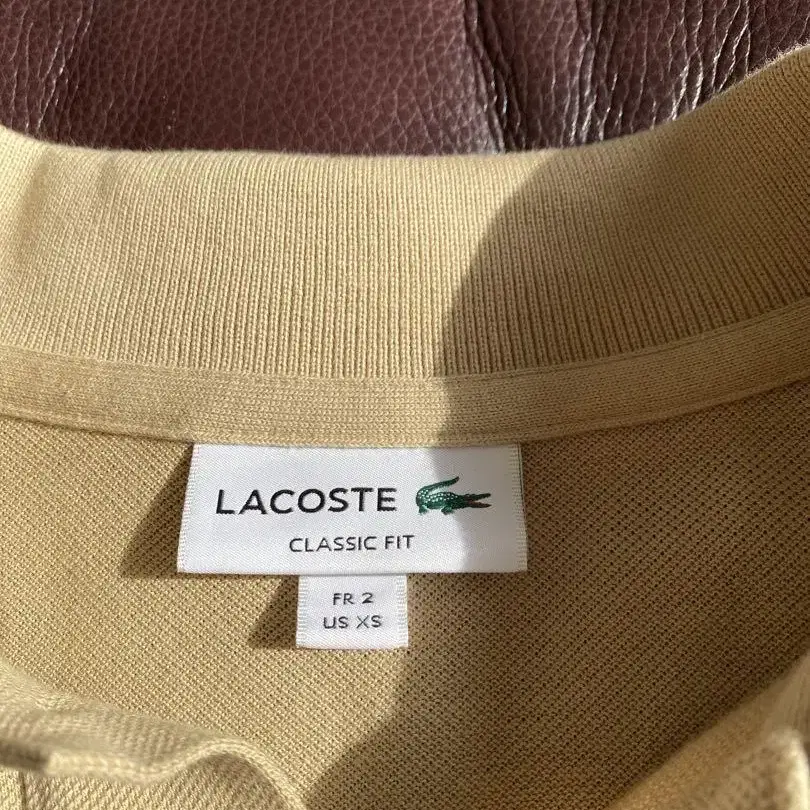 LACOSTE
CLASSIC FIT
FR 2
US XS